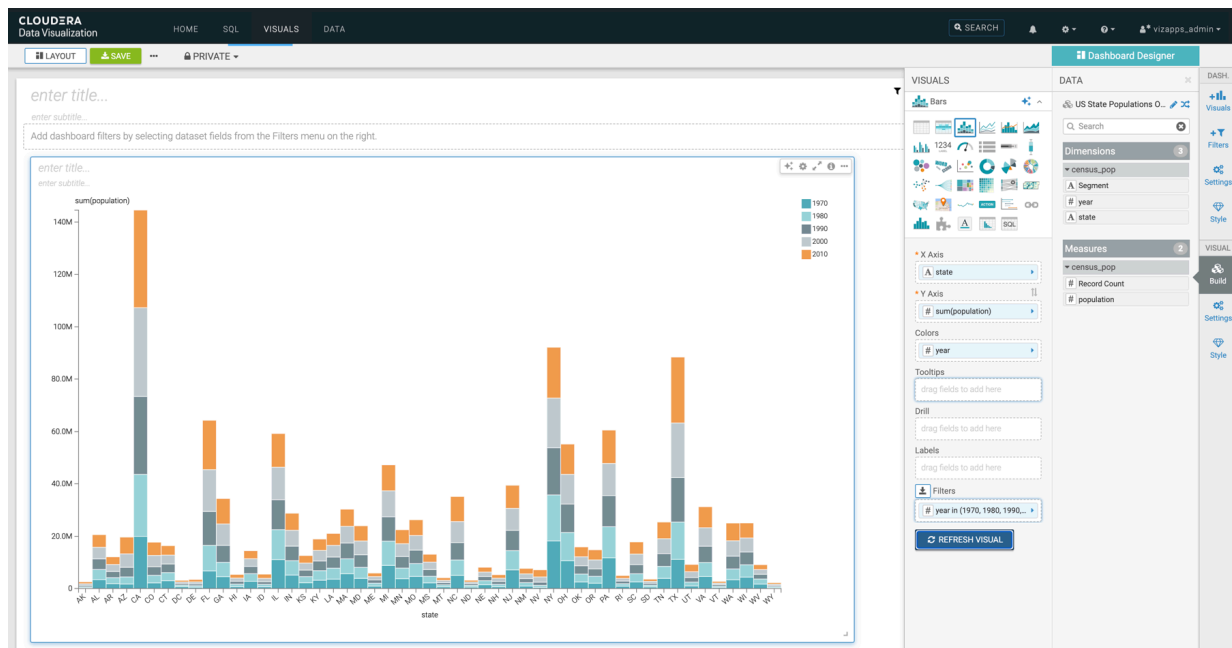 CLOUDERA
Data Visualization
HOME
SQL
VISUALS
DATA
SEARCH
vizapps_admin
LAYOUT
SAVE
PRIVATE
Dashboard Designer
enter title...
enter subtitle...
Add dashboard filters by selecting dataset fields from the Filters menu on the right.
enter title...
enter subtitle...
sum(population)
1970
1980
1990
2000
2010
140M
120M
100M
80.0M
60.0M
40.0M
20.0M
0
AK AL AR AZ CA CO CT DC DE FL GA HI IA ID IL IN KS KY LA MA MD ME MI MN MO MS MT NC ND NE NH NJ NM NV NY OH OK OR PA RI SC SD TN TX UT VA VT WA WI WV WY
state
VISUALS
Bars
1234
SQL
* X Axis
A state
* Y Axis
# sum(population)
Colors
# year
Tooltips
drag fields to add here
Drill
drag fields to add here
Labels
drag fields to add here
Filters
# year in (1970, 1980, 1990,...
REFRESH VISUAL
DATA
US State Populations O...
Search
Dimensions 3
census_pop
A Segment
# year
A state
Measures 2
census_pop
# Record Count
# population
DASH.
Visuals
Filters
Settings
Style
VISUAL
Build
Settings
Style